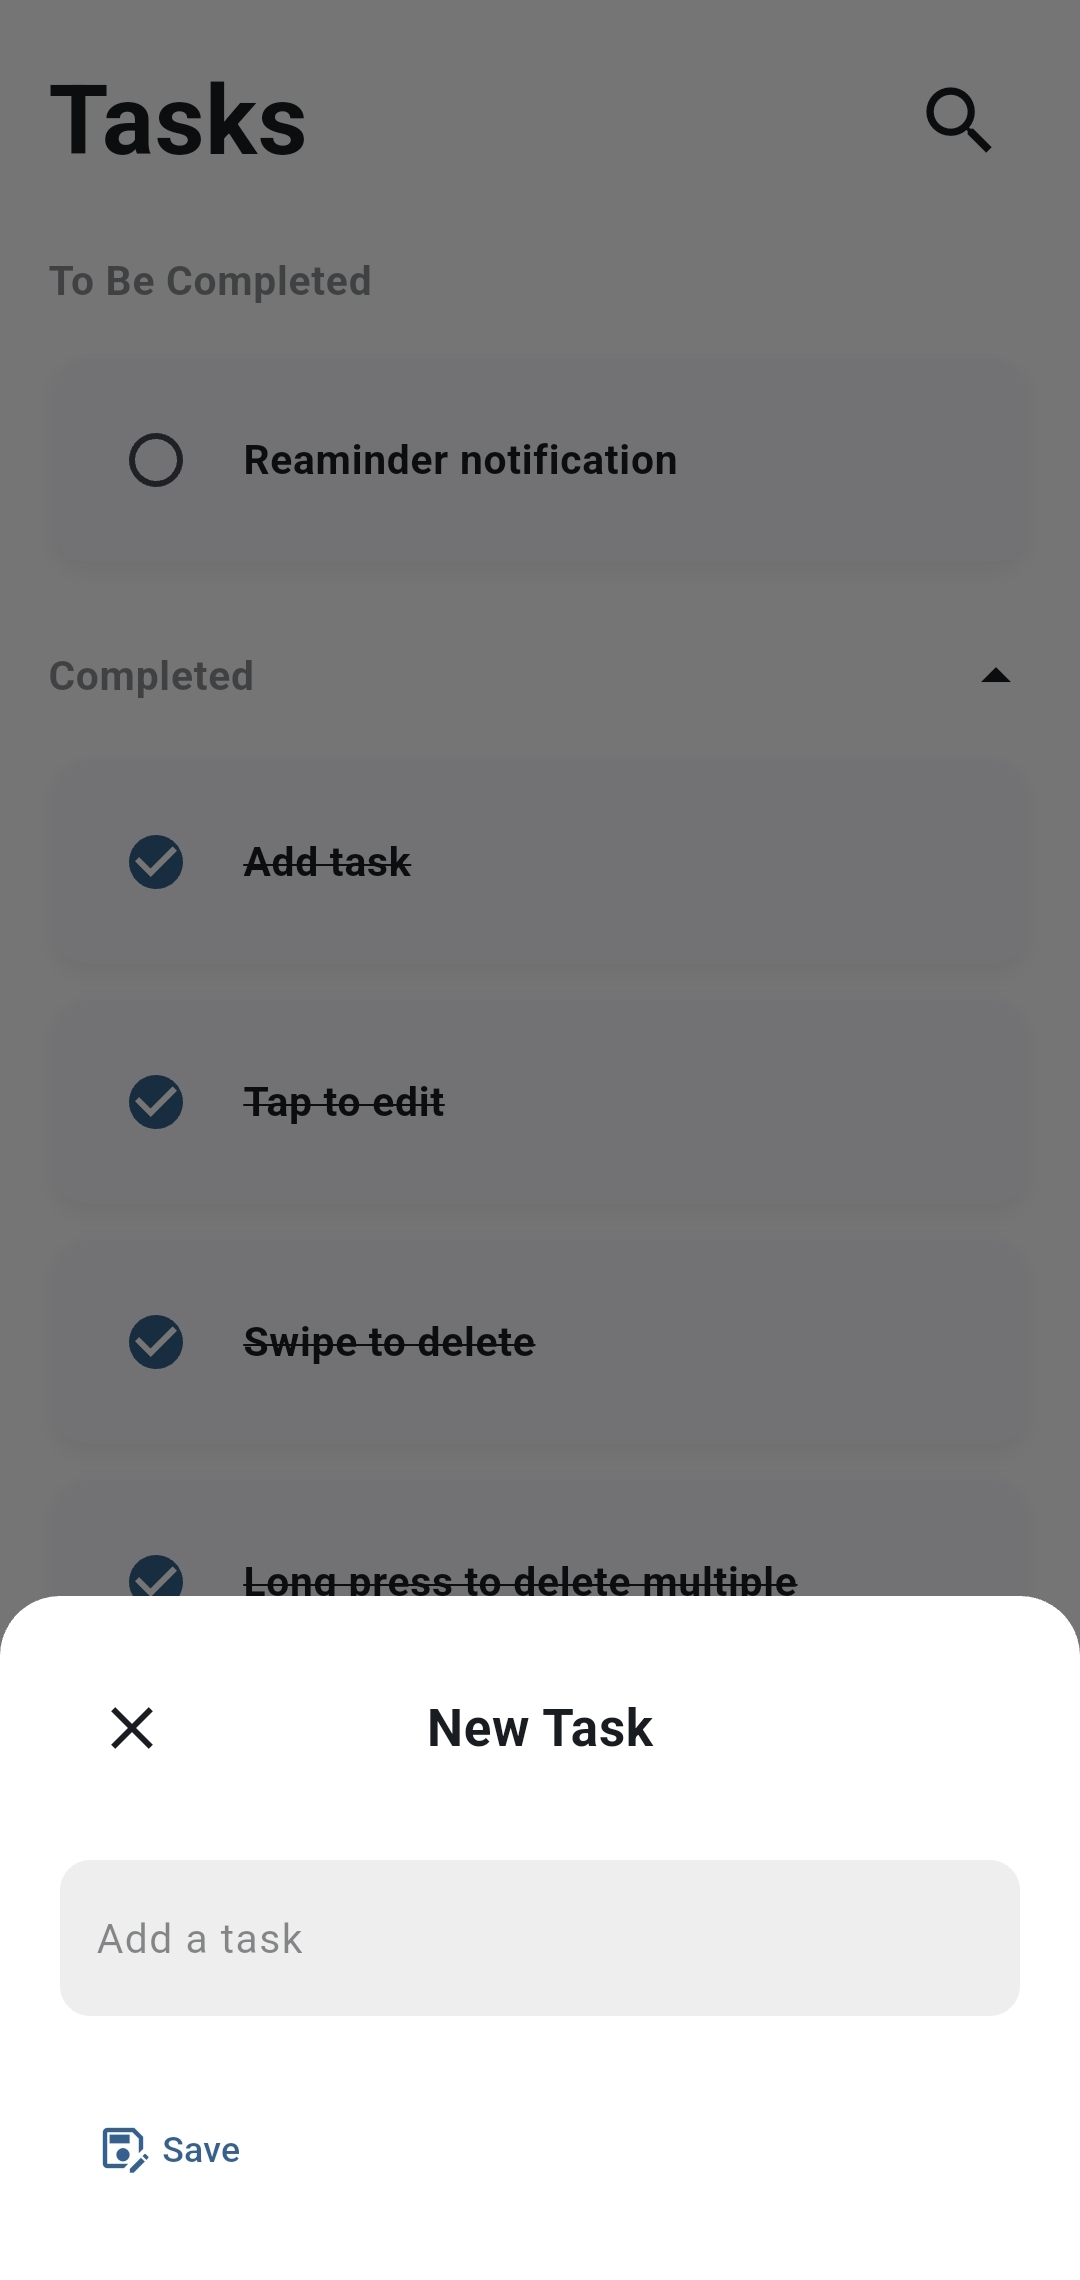 Tasks
To Be Completed
Reaminder notification
Completed
Add task
Tap to edit
Swipe to delete
Long press to delete multiple
New Task
Add a task
Save